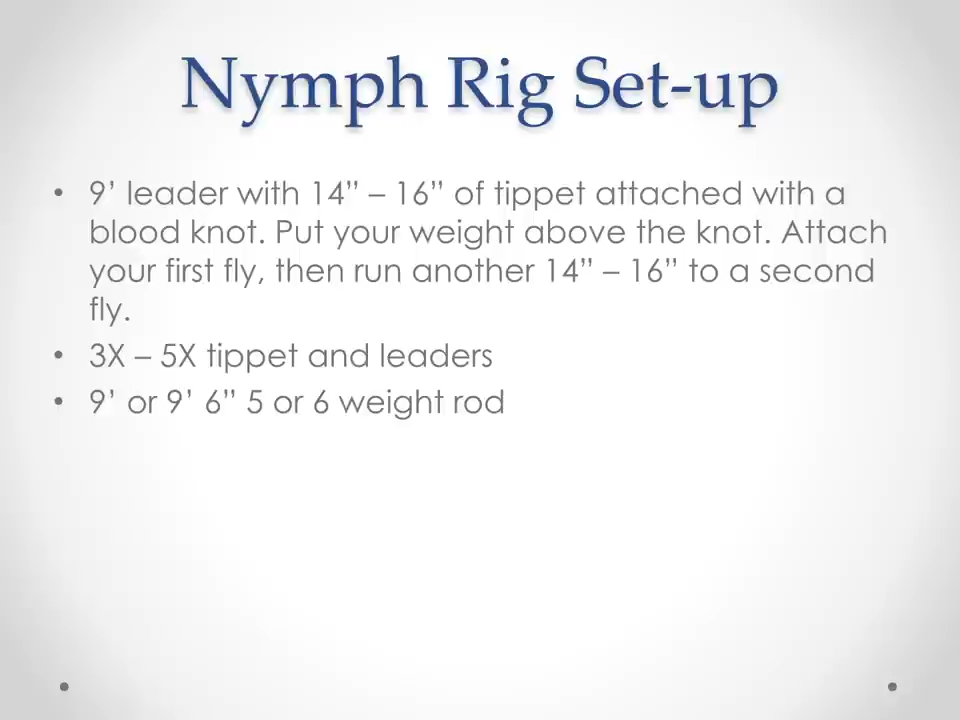 Nymph Rig Set-up
• 9’ leader with 14” – 16” of tippet attached with a
blood knot. Put your weight above the knot. Attach
your first fly, then run another 14” – 16” to a second
fly.
• 3X – 5X tippet and leaders
• 9’ or 9’ 6” 5 or 6 weight rod